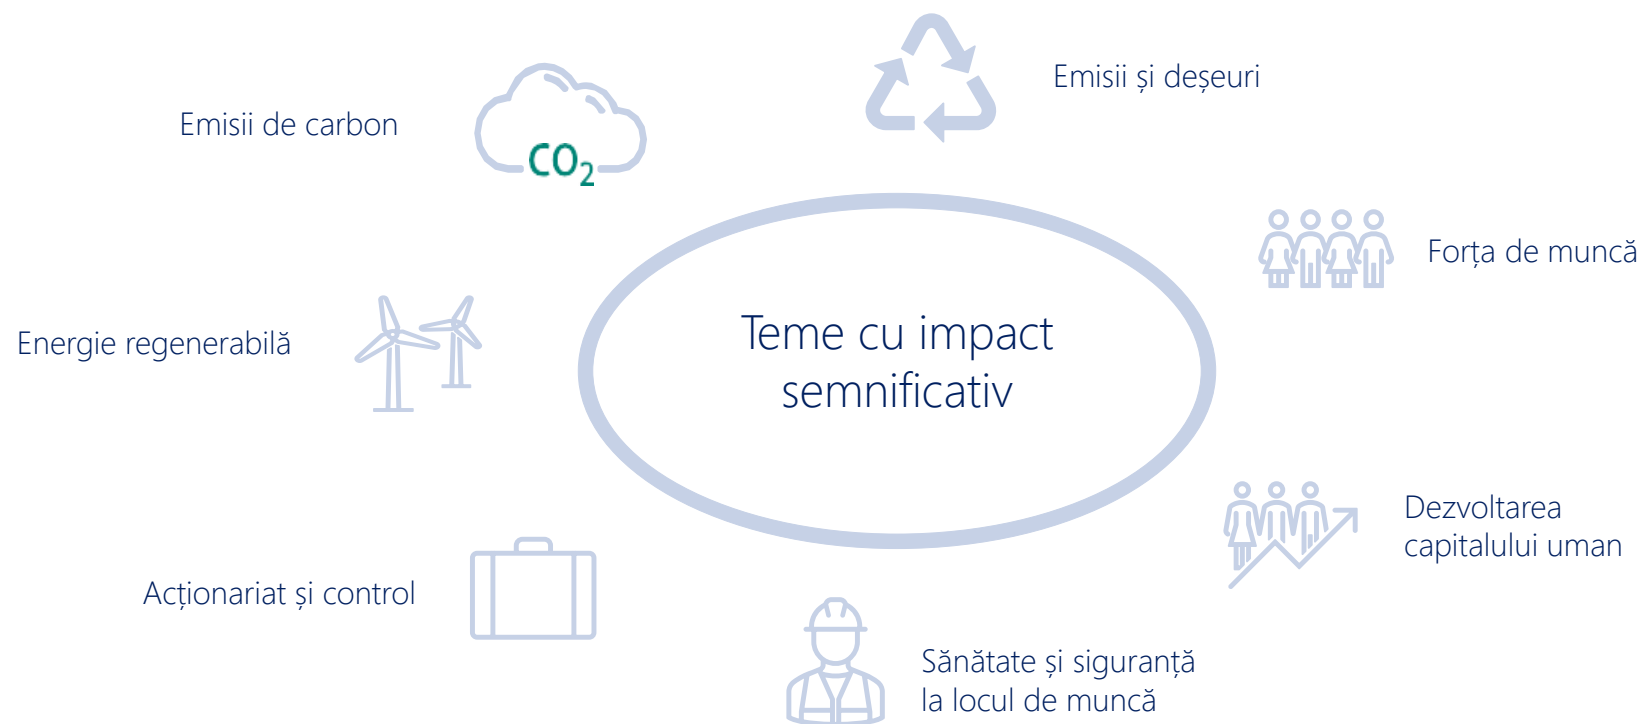 Emisii și deșeuri
Emisii de carbon
CO₂
Forța de muncă
Energie regenerabilă
Teme cu impact
semnificativ
Dezvoltarea
capitalului uman
Acționariat și control
Sănătate și siguranță
la locul de muncă